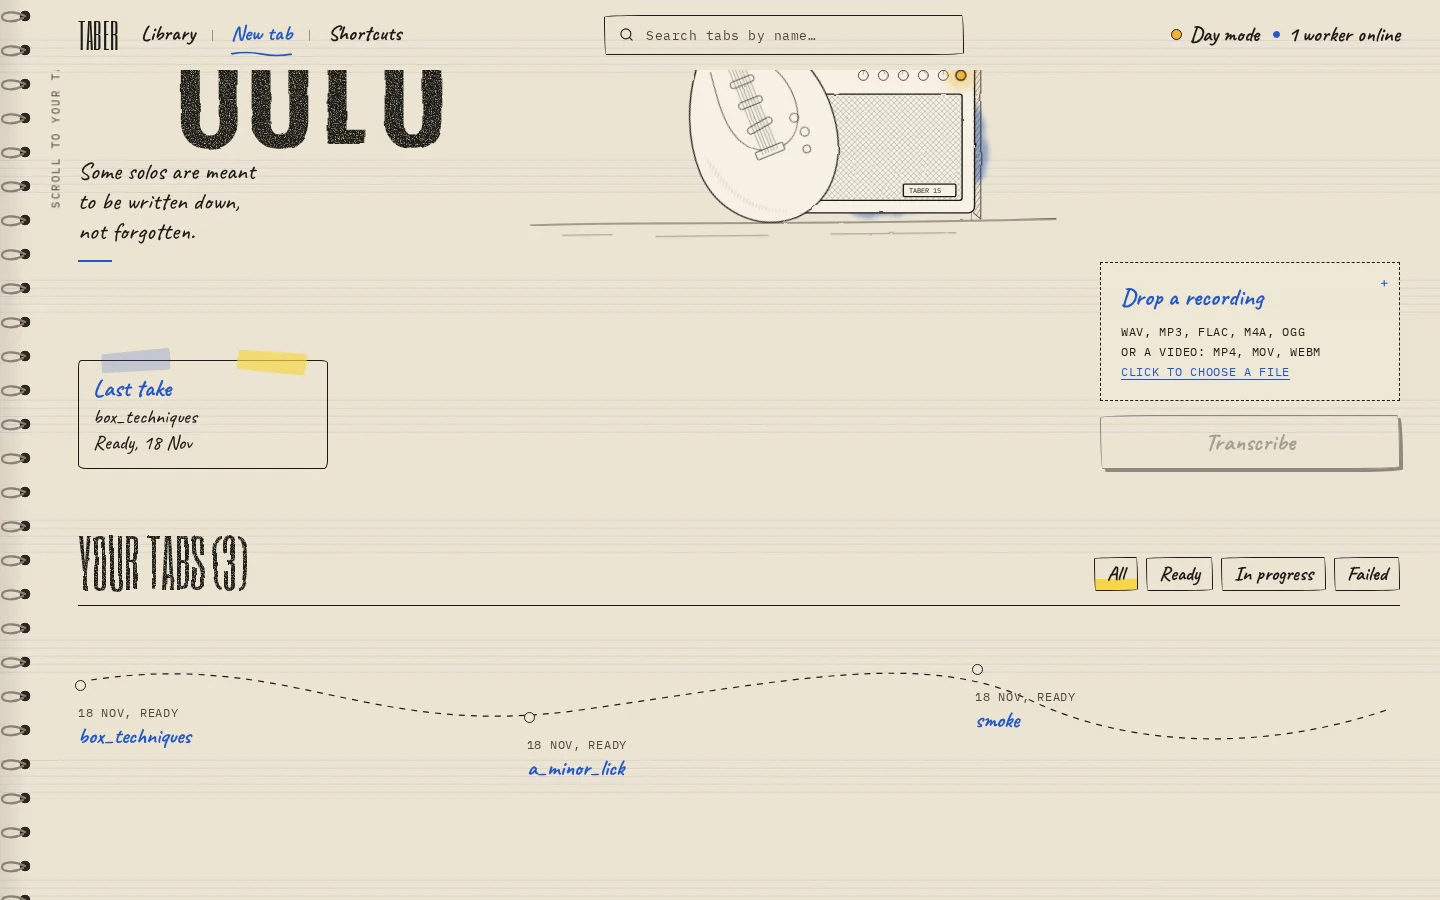 TABER
Library
New tab
Shortcuts
Search tabs by name…
Day mode
1 worker online
SCROLL TO YOUR T
SOLO
Some solos are meant
to be written down,
not forgotten.
TABER 15
Drop a recording
+
WAV, MP3, FLAC, M4A, OGG
OR A VIDEO: MP4, MOV, WEBM
CLICK TO CHOOSE A FILE
Transcribe
Last take
box_techniques
Ready, 18 Nov
YOUR TABS (3)
All
Ready
In progress
Failed
18 NOV, READY
box_techniques
18 NOV, READY
a_minor_lick
18 NOV, READY
smoke